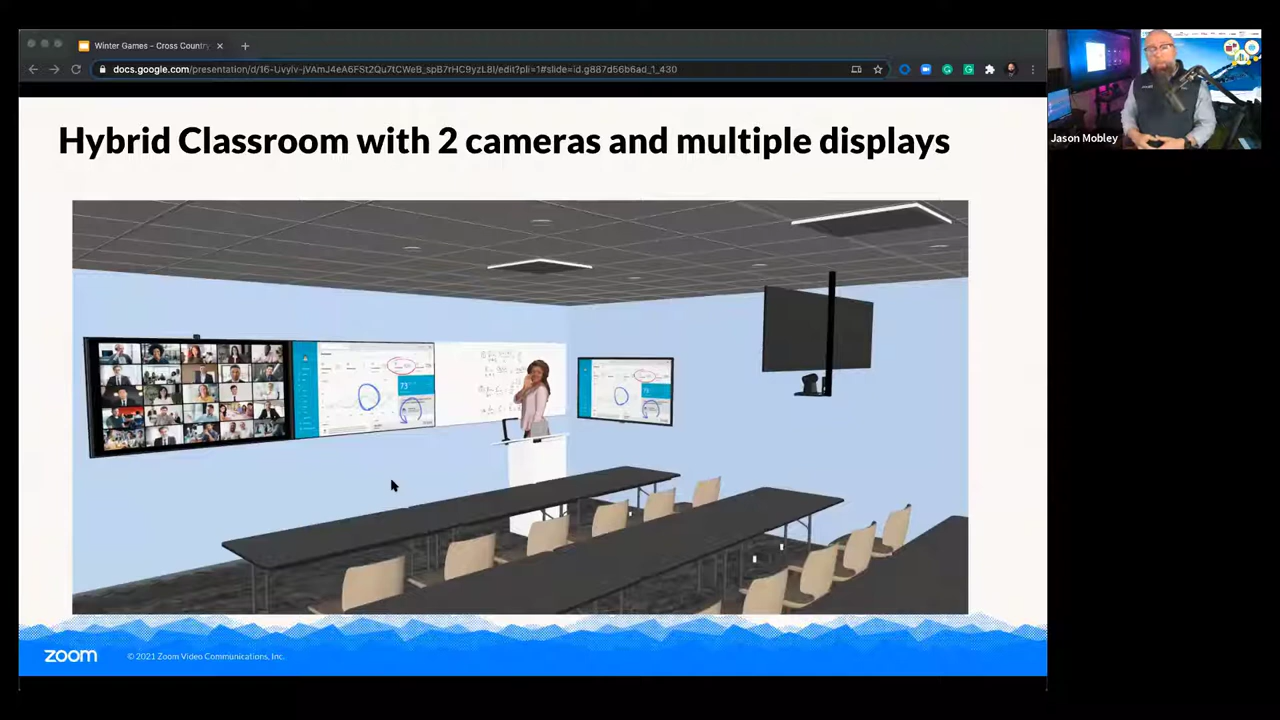 Winter Games – Cross Country
docs.google.com/presentation/d/16-Uvyiv-jVAmJ4eA6FSt2Qu7tCWeB_spB7rHC9yzL8I/edit?pli=1#slide=id.g887d56b6ad_1_430
Hybrid Classroom with 2 cameras and multiple displays
73
zoom
© 2021 Zoom Video Communications, Inc.
Jason Mobley